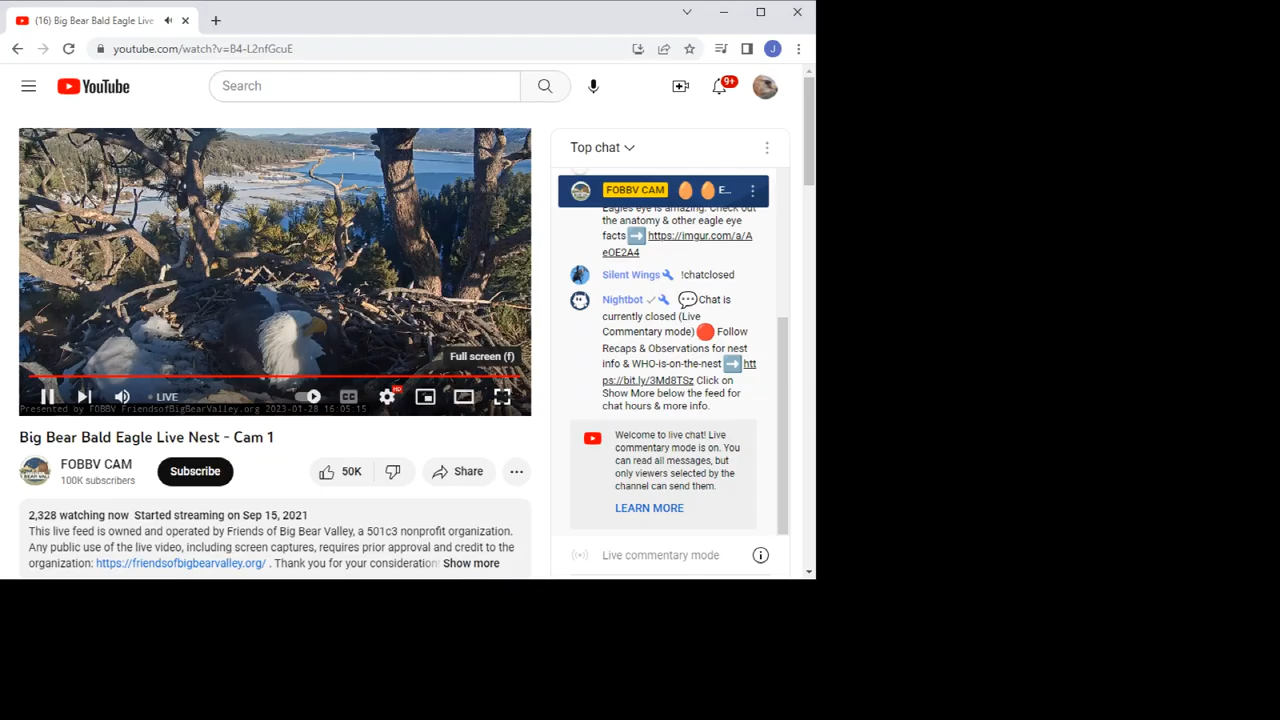 (16) Big Bear Bald Eagle Live
youtube.com/watch?v=B4-L2nfGcuE
YouTube
Search
9+
J
Full screen (f)
LIVE
HD
Presented by FOBBV FriendsofBigBearValley.org 2023-01-28 16:05:15
Big Bear Bald Eagle Live Nest - Cam 1
FOBBV CAM
100K subscribers
Subscribe
50K
Share
2,328 watching now Started streaming on Sep 15, 2021
This live feed is owned and operated by Friends of Big Bear Valley, a 501c3 nonprofit organization.
Any public use of the live video, including screen captures, requires prior approval and credit to the
organization: https://friendsofbigbearvalley.org/ . Thank you for your consideration Show more
Top chat
FOBBV CAM 🥚 🥚 E...
Eagles eye is amazing. Check out
the anatomy & other eagle eye
facts ➡️ https://imgur.com/a/A
eOE2A4
Silent Wings !chatclosed
Nightbot 💬Chat is
currently closed (Live
Commentary mode) 🔴 Follow
Recaps & Observations for nest
info & WHO-is-on-the-nest ➡️ htt
ps://bit.ly/3Md8TSz Click on
Show More below the feed for
chat hours & more info.
Welcome to live chat! Live
commentary mode is on. You
can read all messages, but
only viewers selected by the
channel can send them.
LEARN MORE
Live commentary mode